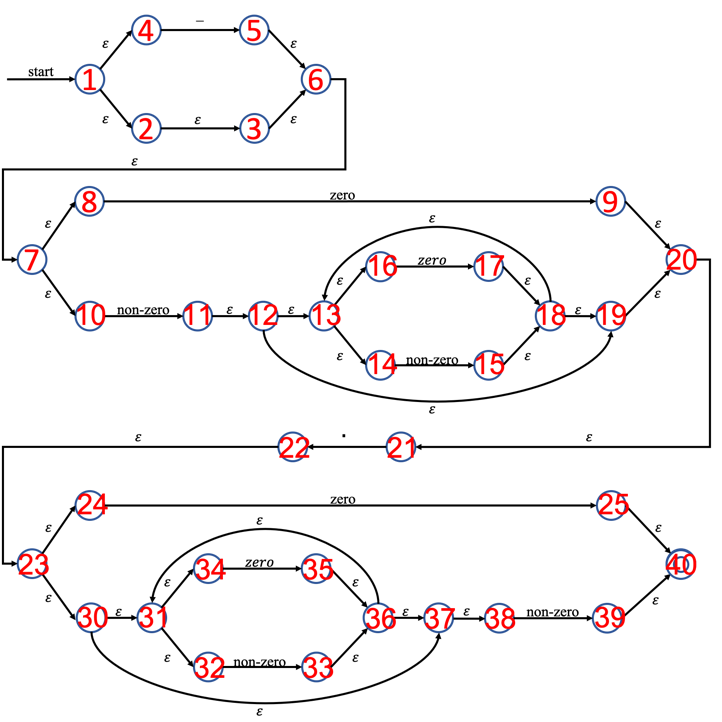 4 – 5
ε ε
start 1 6
ε ε ε
2 3
ε
8 zero 9
ε ε ε
16 zero 17
7 ε ε 20
ε ε
10 non-zero 11 ε 12 ε 13 18 ε 19
ε 14 non-zero 15 ε
ε
ε 22 . 21 ε
24 zero 25
ε ε ε
34 zero 35
23 ε ε 40
ε ε
30 ε 31 36 ε 37 ε 38 non-zero 39
ε 32 non-zero 33 ε
ε